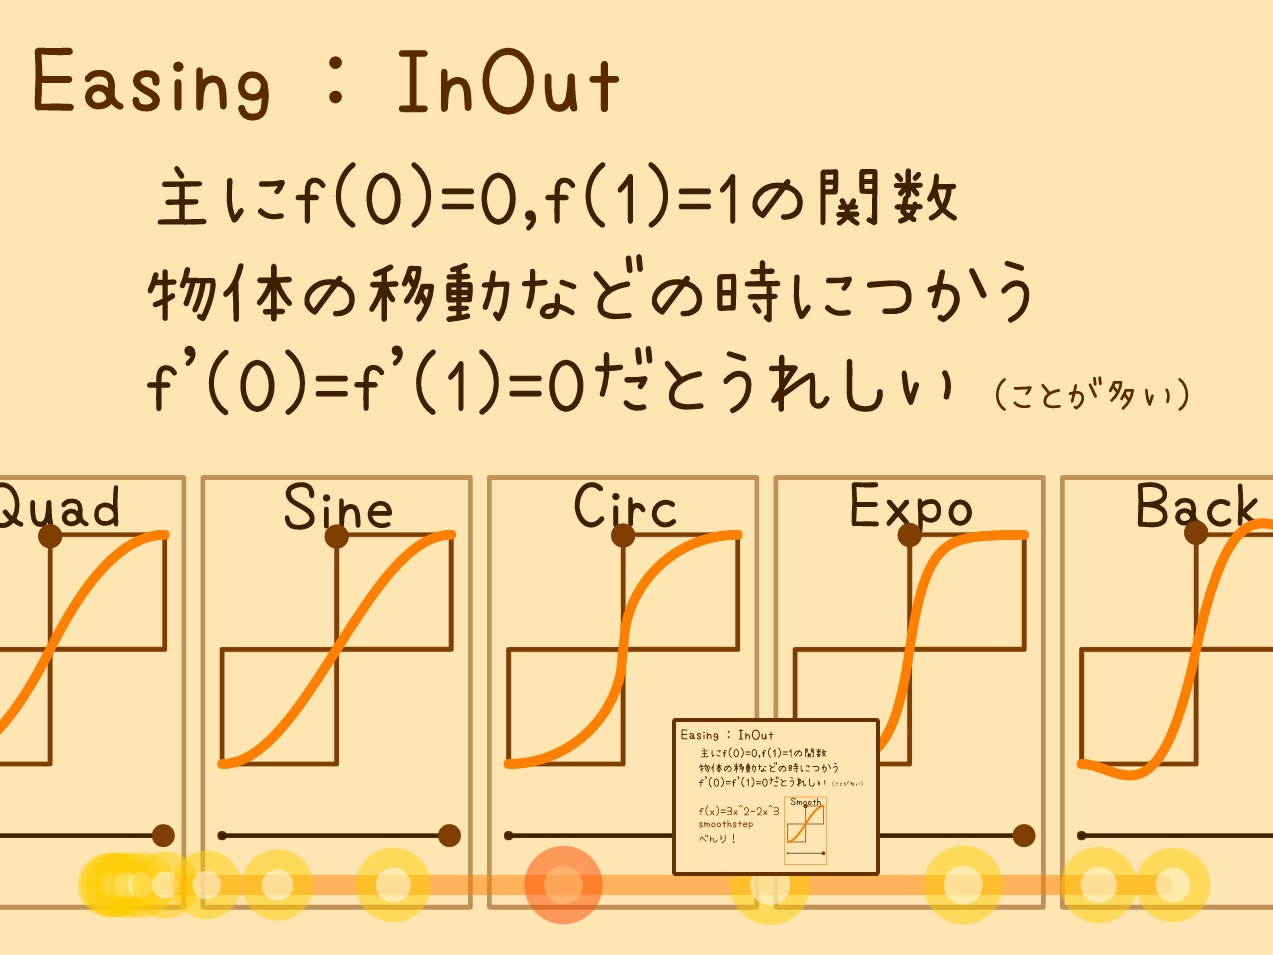 Easing : InOut
主にf(0)=0,f(1)=1の関数
物体の移動などの時につかう
f'(0)=f'(1)=0だとうれしい (ことが多い)
Quad
Sine
Circ
Expo
Back
Easing : InOut
主にf(0)=0,f(1)=1の関数
物体の移動などの時につかう
f'(0)=f'(1)=0だとうれしい (ことが多い)
Smooth
f(x)=3x^2-2x^3
smoothstep
べんり!